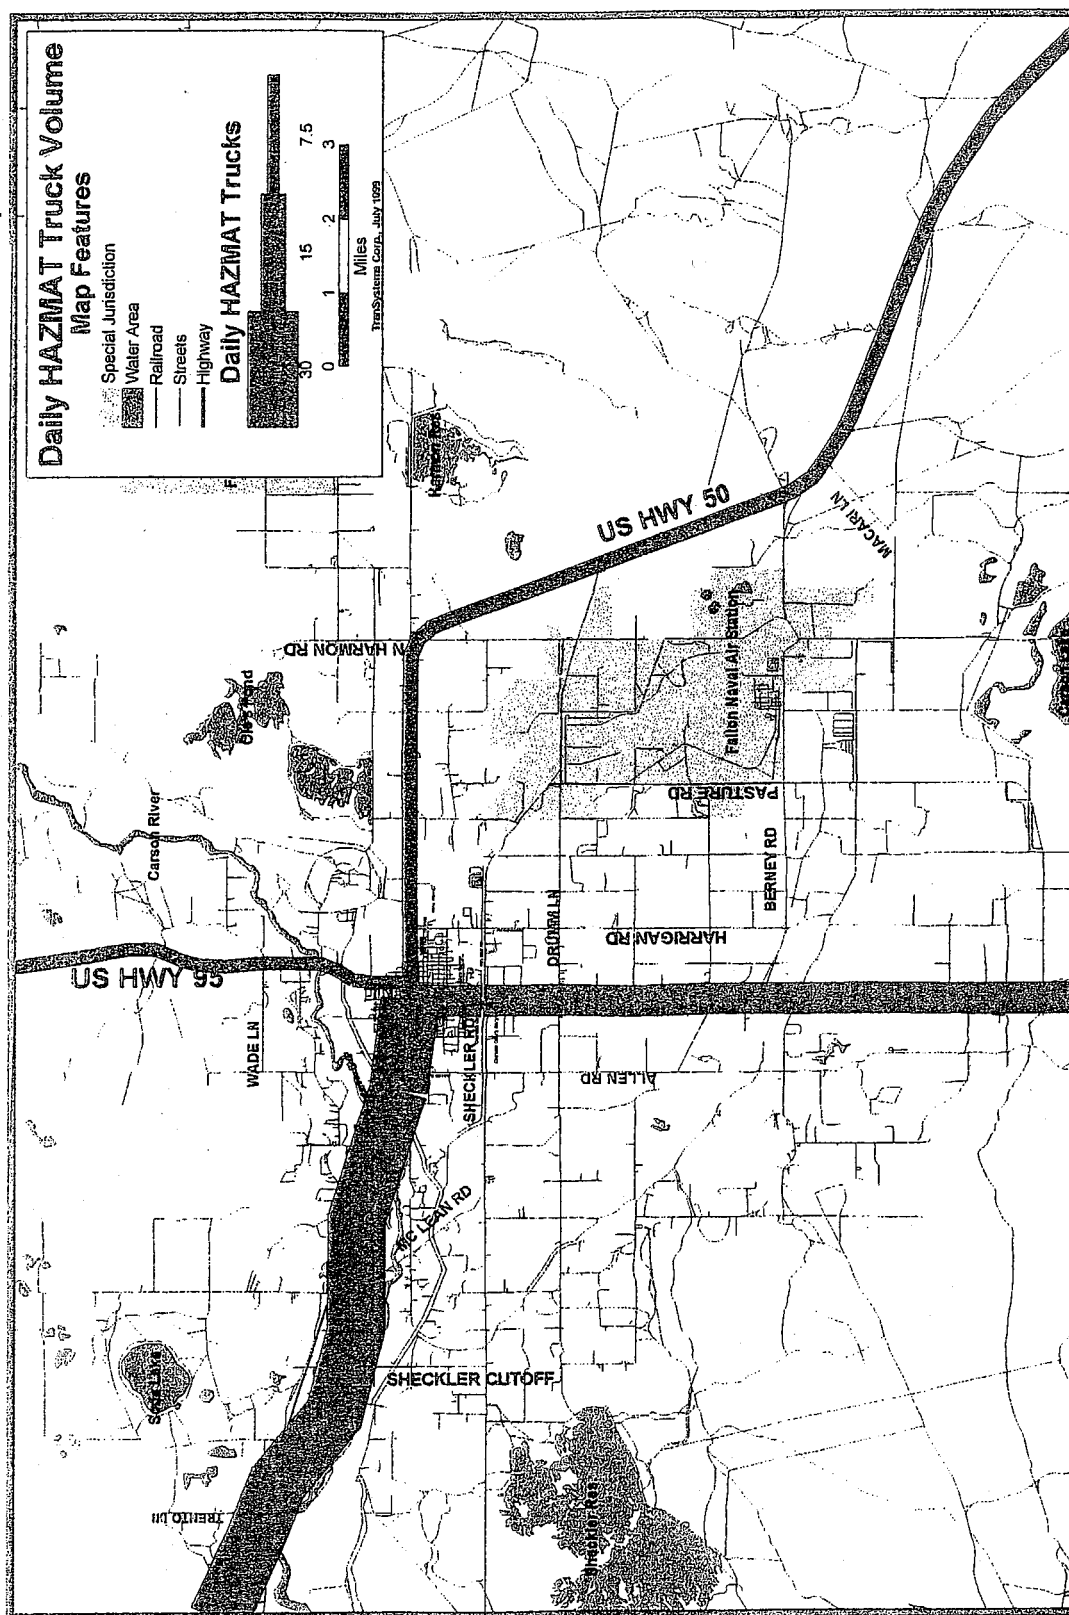 Daily HAZMAT Truck Volume
Map Features
Special Jurisdiction
Water Area
Railroad
Streets
Highway
Daily HAZMAT Trucks
30 15 7.5
0 1 2 3
Miles
TranSystems Corp., July 1999
Harmon Res
US HWY 50
MACARI LN
N HARMON RD
Fallon Naval Air Station
Carson River
PASTURE RD
BERNEY RD
DRUMM LN
HARRIGAN RD
US HWY 95
WADE LN
SHECKLER RD
ALLEN RD
MC LEAN RD
SHECKLER CUTOFF
Soda Lake
TRENTO LN
Sheckler Res